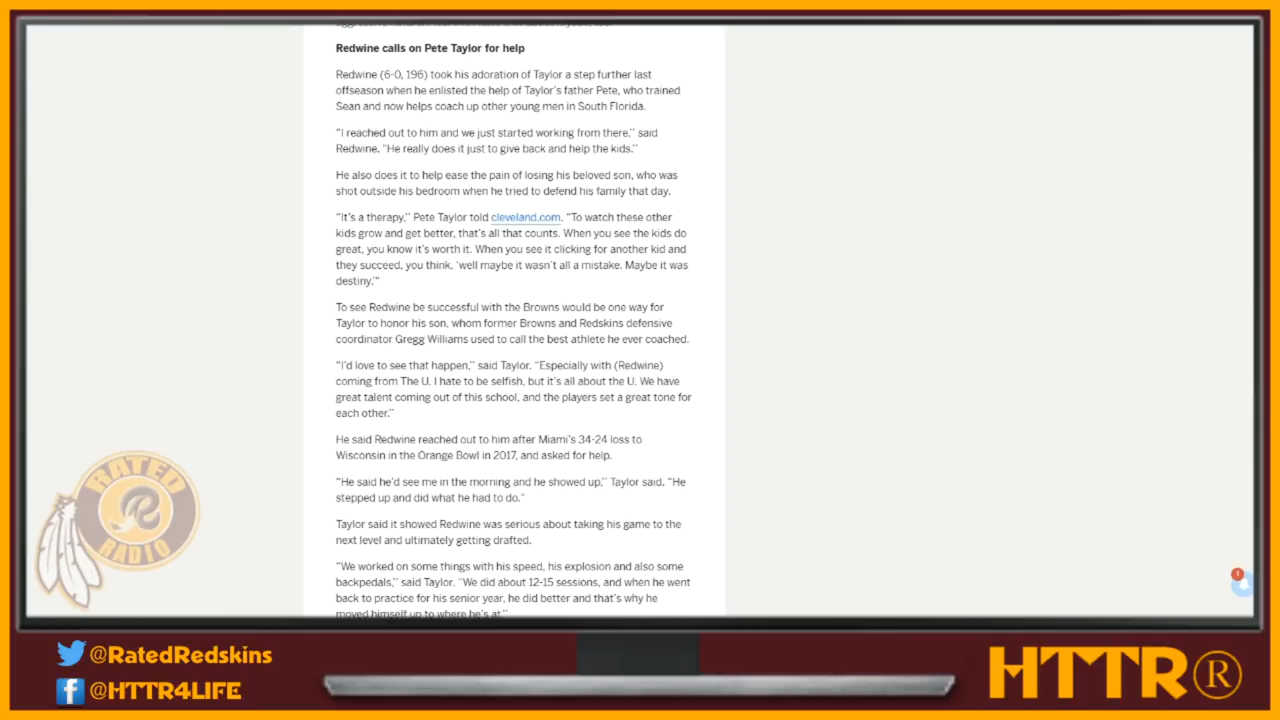 Redwine calls on Pete Taylor for help
Redwine (6-0, 196) took his adoration of Taylor a step further last
offseason when he enlisted the help of Taylor's father Pete, who trained
Sean and now helps coach up other young men in South Florida.
"I reached out to him and we just started working from there,'' said
Redwine. "He really does it just to give back and help the kids.''
He also does it to help ease the pain of losing his beloved son, who was
shot outside his bedroom when he tried to defend his family that day.
"It's a therapy,'' Pete Taylor told cleveland.com. "To watch these other
kids grow and get better, that's all that counts. When you see the kids do
great, you know it's worth it. When you see it clicking for another kid and
they succeed, you think, 'well maybe it wasn't all a mistake. Maybe it was
destiny.'"
To see Redwine be successful with the Browns would be one way for
Taylor to honor his son, whom former Browns and Redskins defensive
coordinator Gregg Williams used to call the best athlete he ever coached.
"I'd love to see that happen,'' said Taylor. "Especially with (Redwine)
coming from The U. I hate to be selfish, but it's all about the U. We have
great talent coming out of this school, and the players set a great tone for
each other.''
He said Redwine reached out to him after Miami's 34-24 loss to
Wisconsin in the Orange Bowl in 2017, and asked for help.
"He said he'd see me in the morning and he showed up,'' Taylor said. "He
stepped up and did what he had to do."
Taylor said it showed Redwine was serious about taking his game to the
next level and ultimately getting drafted.
"We worked on some things with his speed, his explosion and also some
backpedals,'' said Taylor. "We did about 12-15 sessions, and when he went
back to practice for his senior year, he did better and that's why he
moved himself up to where he's at.''
RATED
R
RADIO
1
@RatedRedskins
@HTTR4LIFE
HTTR®